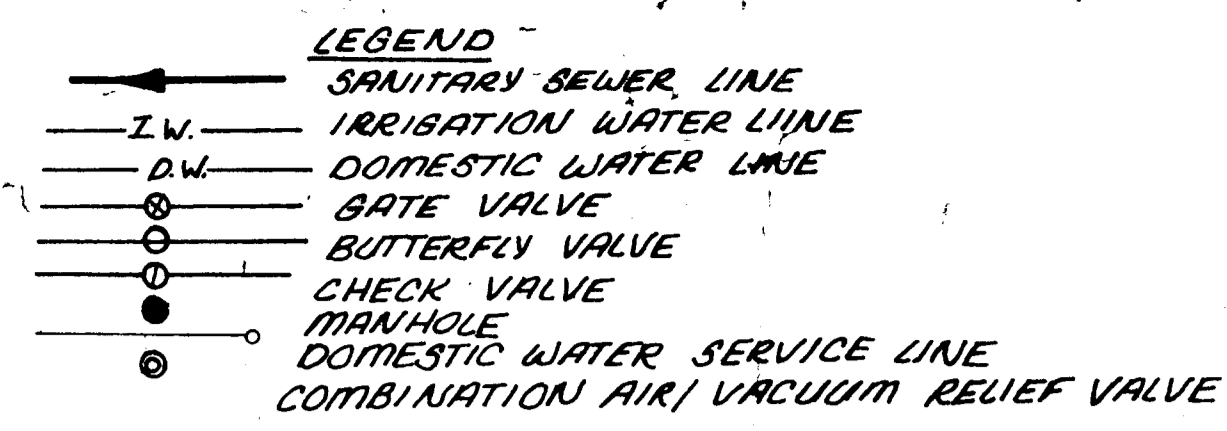 LEGEND
SANITARY SEWER LINE
I.W. IRRIGATION WATER LIINE
D.W. DOMESTIC WATER LINE
GATE VALVE
BUTTERFLY VALVE
CHECK VALVE
MANHOLE
DOMESTIC WATER SERVICE LINE
COMBINATION AIR/VACUUM RELIEF VALVE